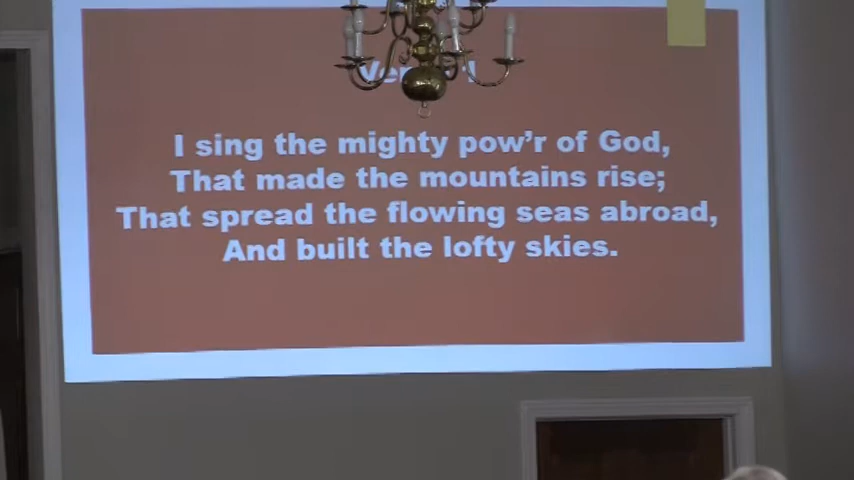 I sing the mighty pow’r of God,
That made the mountains rise;
That spread the flowing seas abroad,
And built the lofty skies.